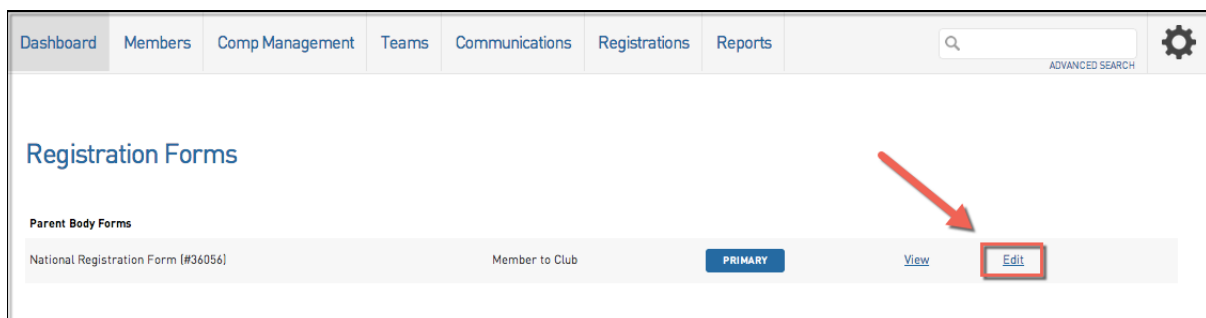 Dashboard Members Comp Management Teams Communications Registrations Reports
ADVANCED SEARCH
Registration Forms
Parent Body Forms
National Registration Form (#36056) Member to Club PRIMARY View Edit